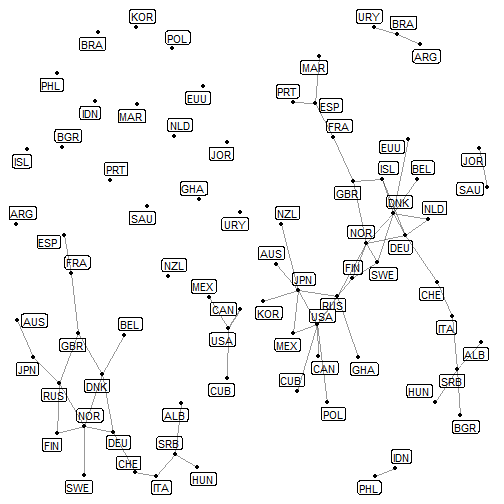 KOR
BRA
POL
PHL
EUU
IDN
MAR
BGR
NLD
ISL
JOR
PRT
GHA
ARG
SAU
URY
ESP
FRA
NZL
MEX
CAN
AUS
BEL
GBR
USA
JPN
RUS
DNK
CUB
NOR
ALB
FIN
DEU
SRB
CHE
SWE
ITA
HUN
URY
BRA
ARG
MAR
PRT
ESP
FRA
EUU
JOR
ISL
BEL
GBR
SAU
DNK
NZL
NLD
NOR
DEU
AUS
FIN
SWE
JPN
CHE
KOR
RUS
USA
ITA
MEX
ALB
CAN
GHA
CUB
SRB
HUN
POL
BGR
IDN
PHL